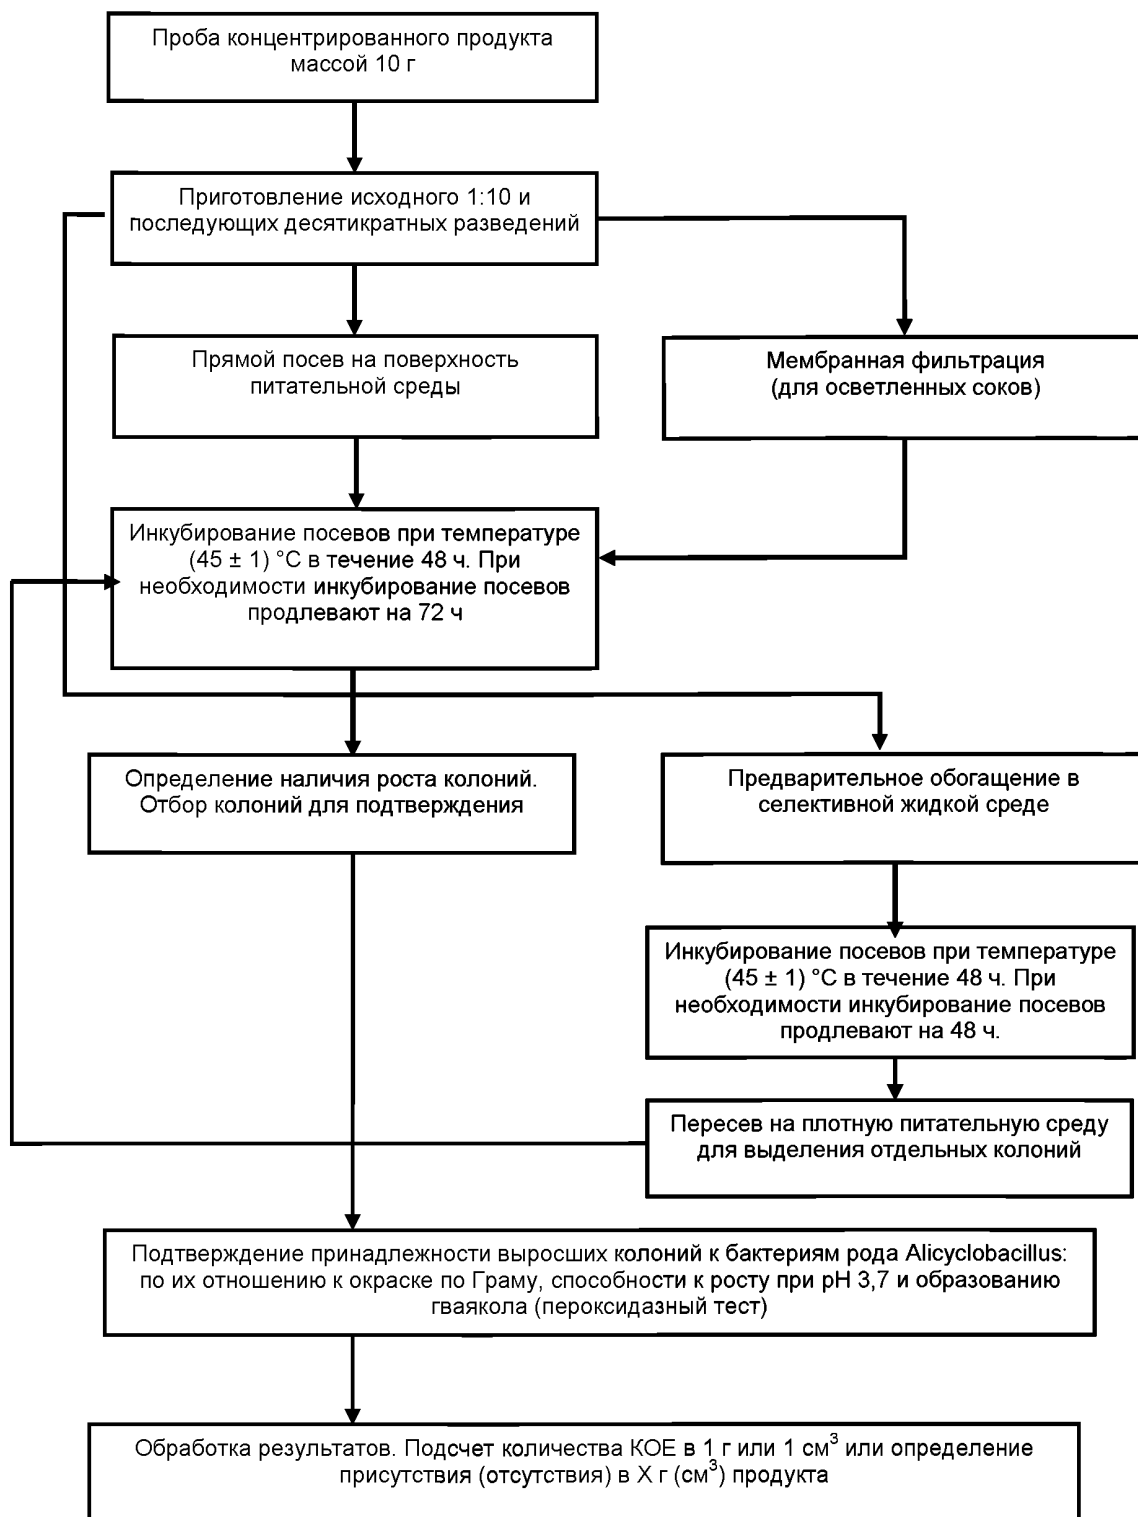 Проба концентрированного продукта
массой 10 г
Приготовление исходного 1:10 и
последующих десятикратных разведений
Прямой посев на поверхность
питательной среды
Мембранная фильтрация
(для осветленных соков)
Инкубирование посевов при температуре
(45 ± 1) °С в течение 48 ч. При
необходимости инкубирование посевов
продлевают на 72 ч
Определение наличия роста колоний.
Отбор колоний для подтверждения
Предварительное обогащение в
селективной жидкой среде
Инкубирование посевов при температуре
(45 ± 1) °С в течение 48 ч. При
необходимости инкубирование посевов
продлевают на 48 ч.
Пересев на плотную питательную среду
для выделения отдельных колоний
Подтверждение принадлежности выросших колоний к бактериям рода Alicyclobacillus:
по их отношению к окраске по Граму, способности к росту при pH 3,7 и образованию
гваякола (пероксидазный тест)
Обработка результатов. Подсчет количества КОЕ в 1 г или 1 см³ или определение
присутствия (отсутствия) в Х г (см³) продукта